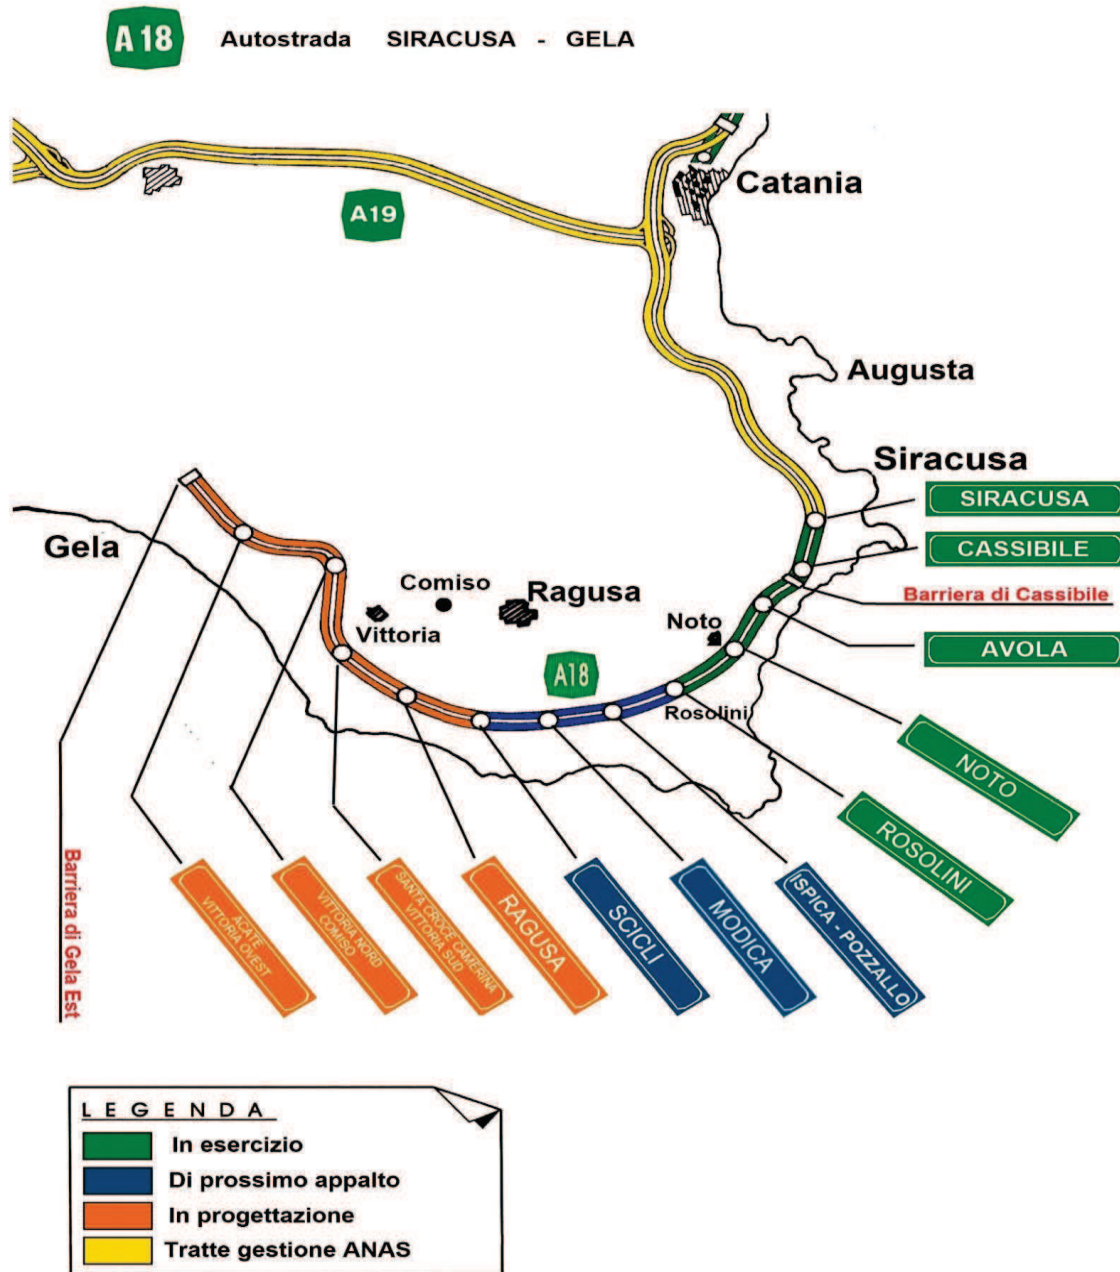 A 18
Autostrada SIRACUSA - GELA
A19
Catania
Augusta
Siracusa
SIRACUSA
CASSIBILE
Barriera di Cassibile
AVOLA
NOTO
ROSOLINI
Gela
Comiso
Ragusa
Vittoria
Noto
A18
Rosolini
Barriera di Gela Est
ACATE
VITTORIA OVEST
VITTORIA NORD
COMISO
SANTA CROCE CAMERINA
VITTORIA SUD
RAGUSA
SCICLI
MODICA
ISPICA - POZZALLO
LEGENDA
In esercizio
Di prossimo appalto
In progettazione
Tratte gestione ANAS